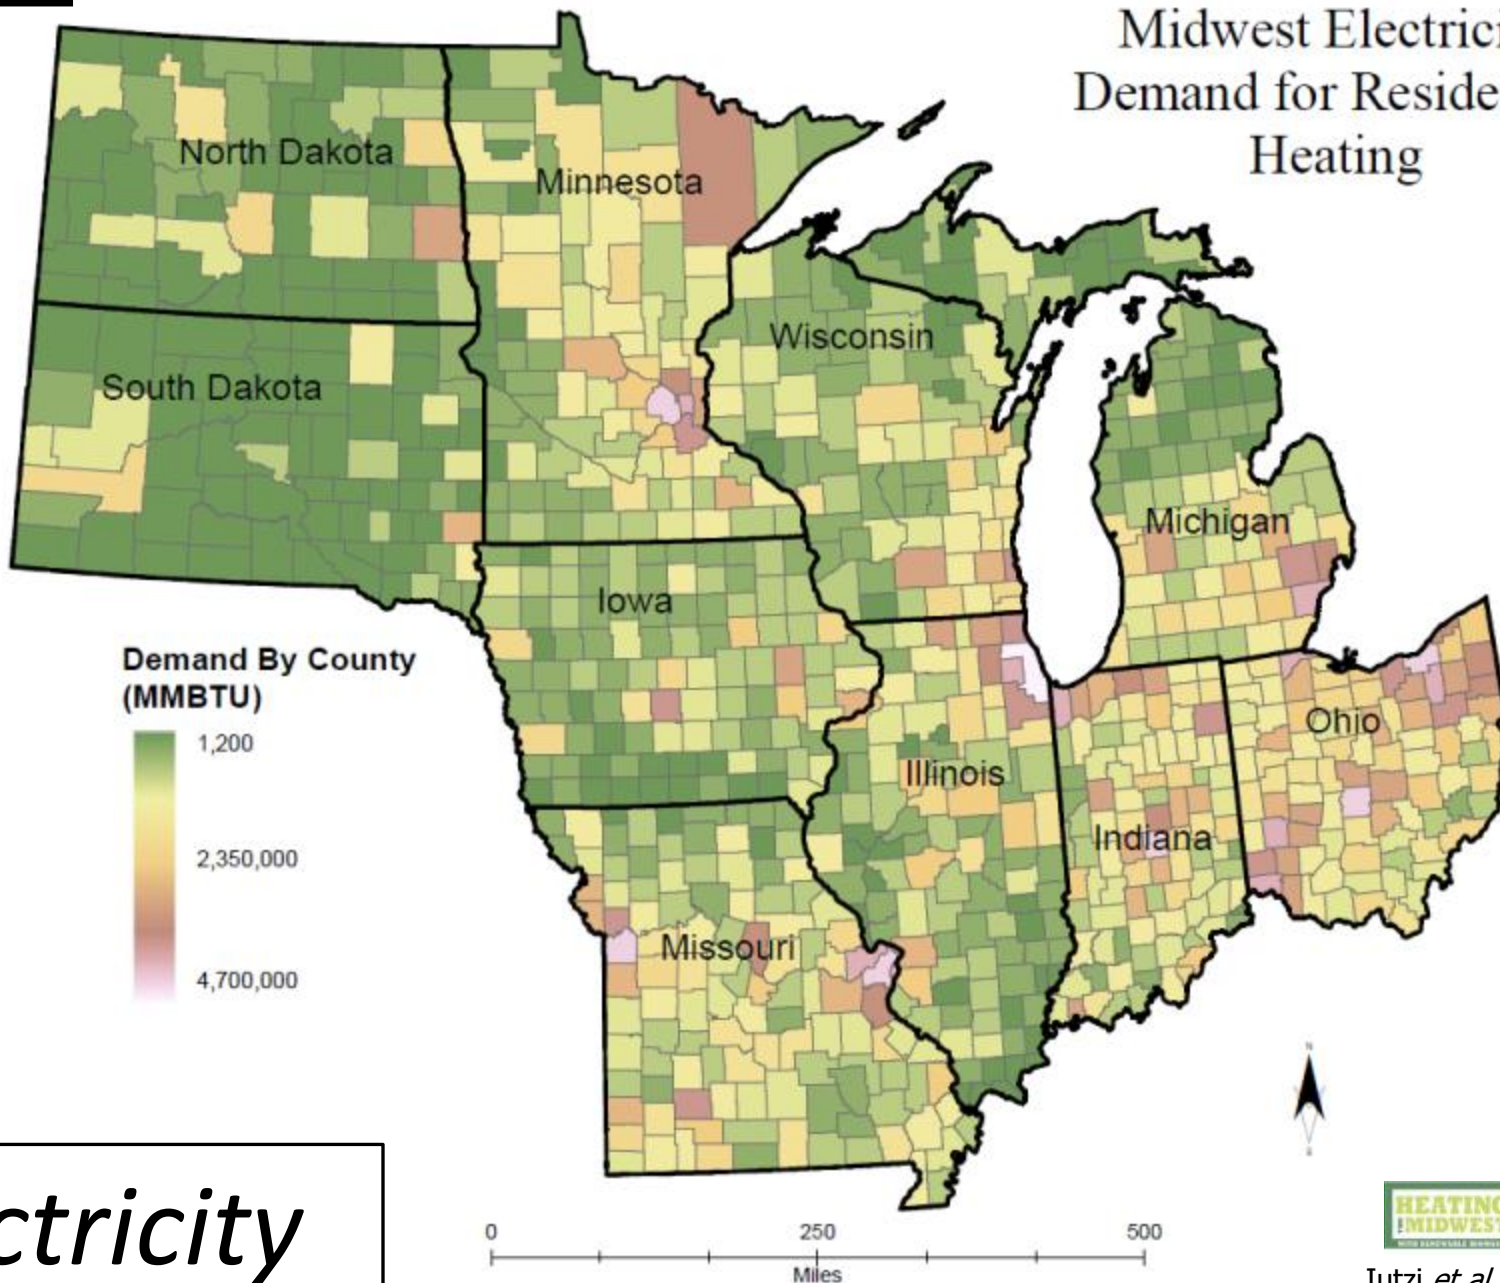 Midwest Electrici
Demand for Reside
Heating
North Dakota
Minnesota
Wisconsin
South Dakota
Michigan
Iowa
Demand By County
(MMBTU)
1,200
2,350,000
4,700,000
Ohio
Illinois
Indiana
Missouri
N
ctricity
0 250 500
Miles
HEATING
THE MIDWEST
Jutzi et al